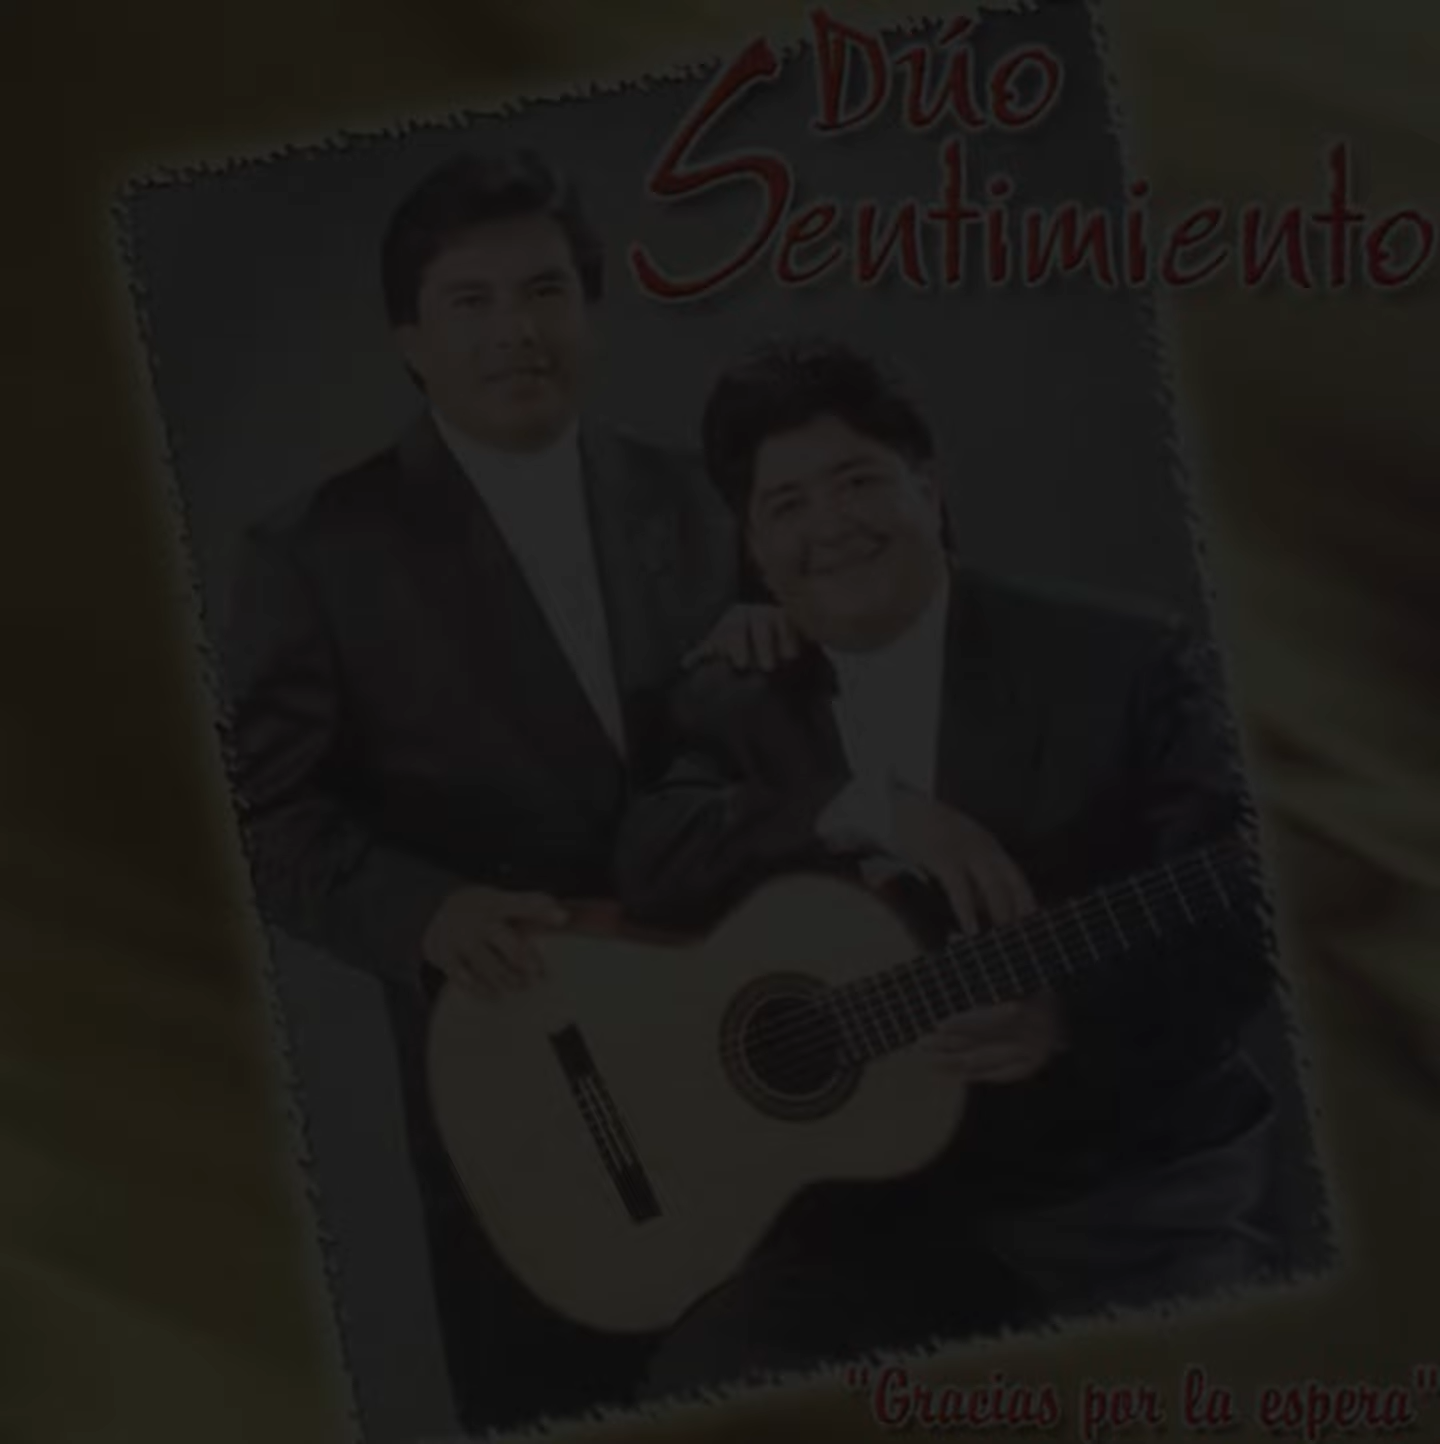 Dúo
Sentimiento
"Gracias por la espera"